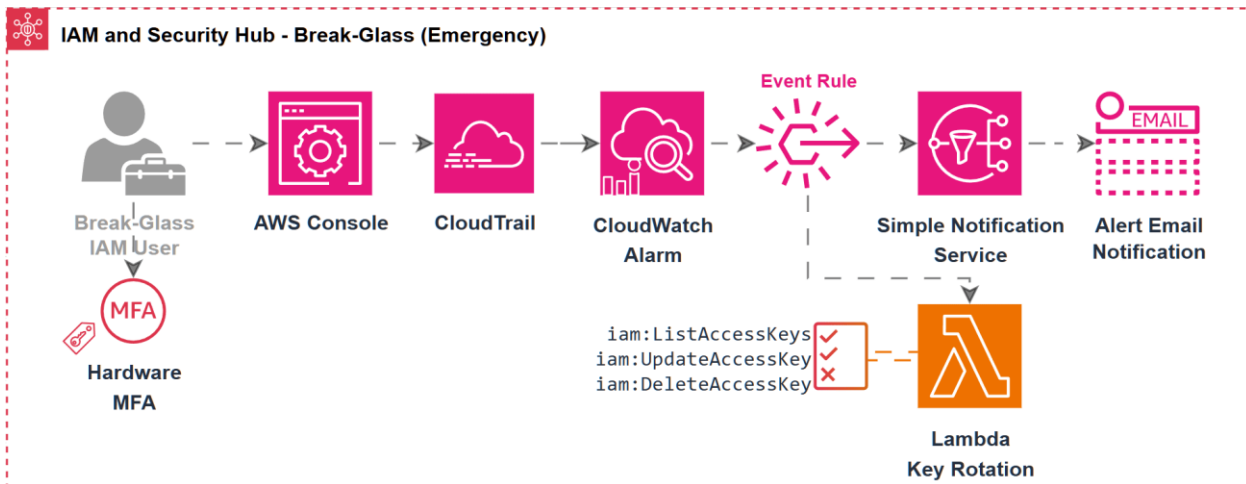 IAM and Security Hub - Break-Glass (Emergency)
Event Rule
EMAIL
Break-Glass
IAM User
AWS Console
CloudTrail
CloudWatch
Alarm
Simple Notification
Service
Alert Email
Notification
MFA
Hardware
MFA
iam:ListAccessKeys
iam:UpdateAccessKey
iam:DeleteAccessKey
Lambda
Key Rotation